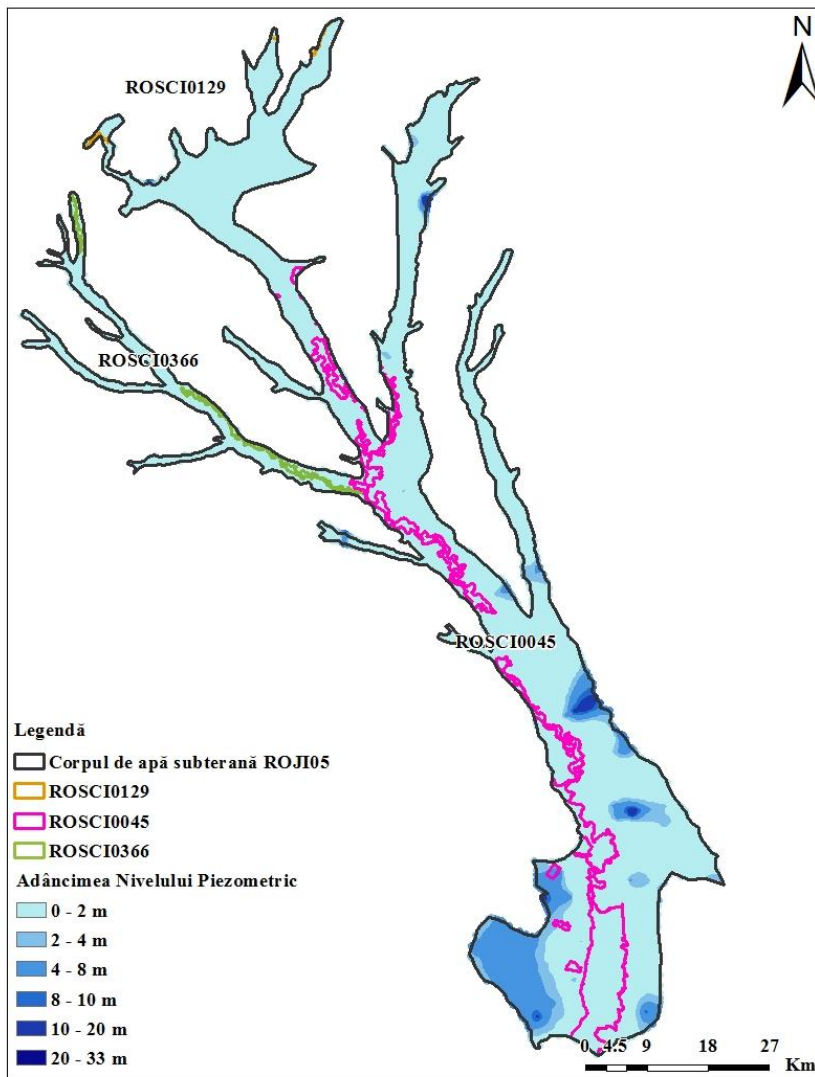 N
ROSCI0129
ROSCI0366
ROSCI0045
Legendă
Corpul de apă subterană ROJI05
ROSCI0129
ROSCI0045
ROSCI0366
Adâncimea Nivelului Piezometric
0 - 2 m
2 - 4 m
4 - 8 m
8 - 10 m
10 - 20 m
20 - 33 m
0 4.5 9 18 27
Km